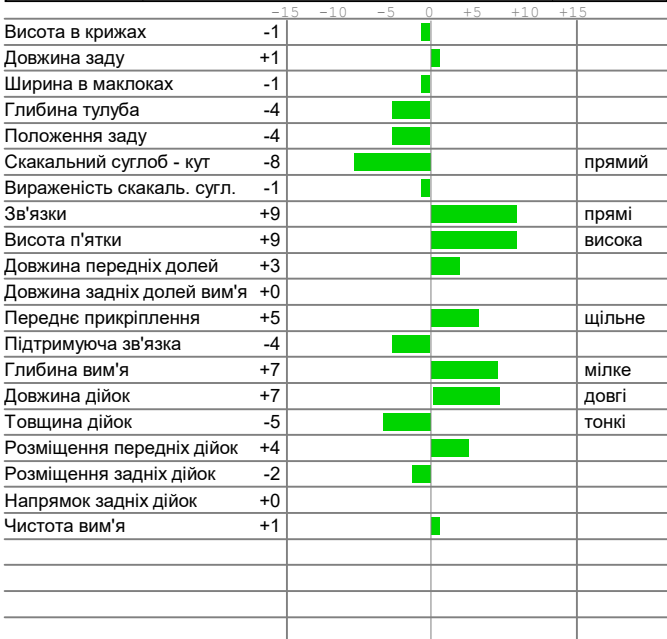 -15 -10 -5 0 +5 +10 +15
Висота в крижах -1
Довжина заду +1
Ширина в маклоках -1
Глибина тулуба -4
Положення заду -4
Скакальний суглоб - кут -8 прямий
Вираженість скакаль. сугл. -1
Зв'язки +9 прямі
Висота п'ятки +9 висока
Довжина передніх долей +3
Довжина задніх долей вим'я +0
Переднє прикріплення +5 щільне
Підтримуюча зв'язка -4
Глибина вим'я +7 мілке
Довжина дійок +7 довгі
Товщина дійок -5 тонкі
Розміщення передніх дійок +4
Розміщення задніх дійок -2
Напрямок задніх дійок +0
Чистота вим'я +1